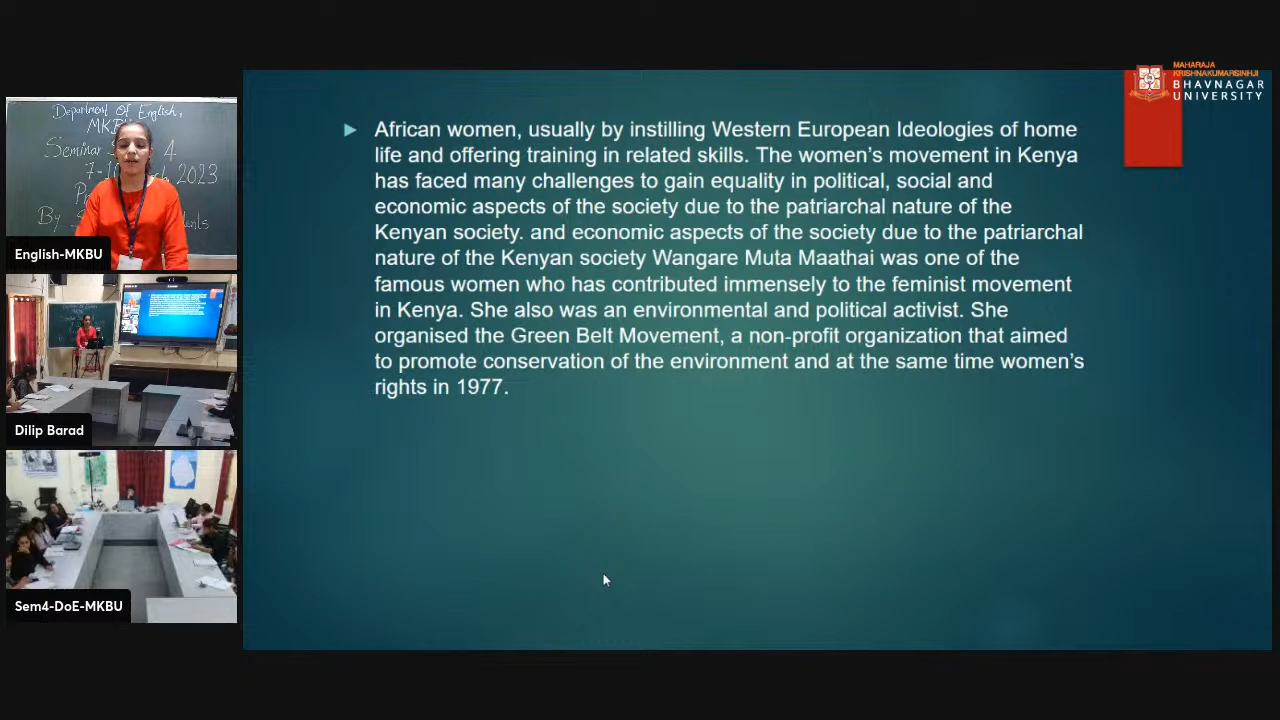 MAHARAJA
KRISHNAKUMARSINHJI
BHAVNAGAR
UNIVERSITY
Department Of English,
MKB
Seminar
4
2023
By
English-MKBU
Dilip Barad
Sem4-DoE-MKBU
African women, usually by instilling Western European Ideologies of home
life and offering training in related skills. The women's movement in Kenya
has faced many challenges to gain equality in political, social and
economic aspects of the society due to the patriarchal nature of the
Kenyan society. and economic aspects of the society due to the patriarchal
nature of the Kenyan society Wangare Muta Maathai was one of the
famous women who has contributed immensely to the feminist movement
in Kenya. She also was an environmental and political activist. She
organised the Green Belt Movement, a non-profit organization that aimed
to promote conservation of the environment and at the same time women's
rights in 1977.